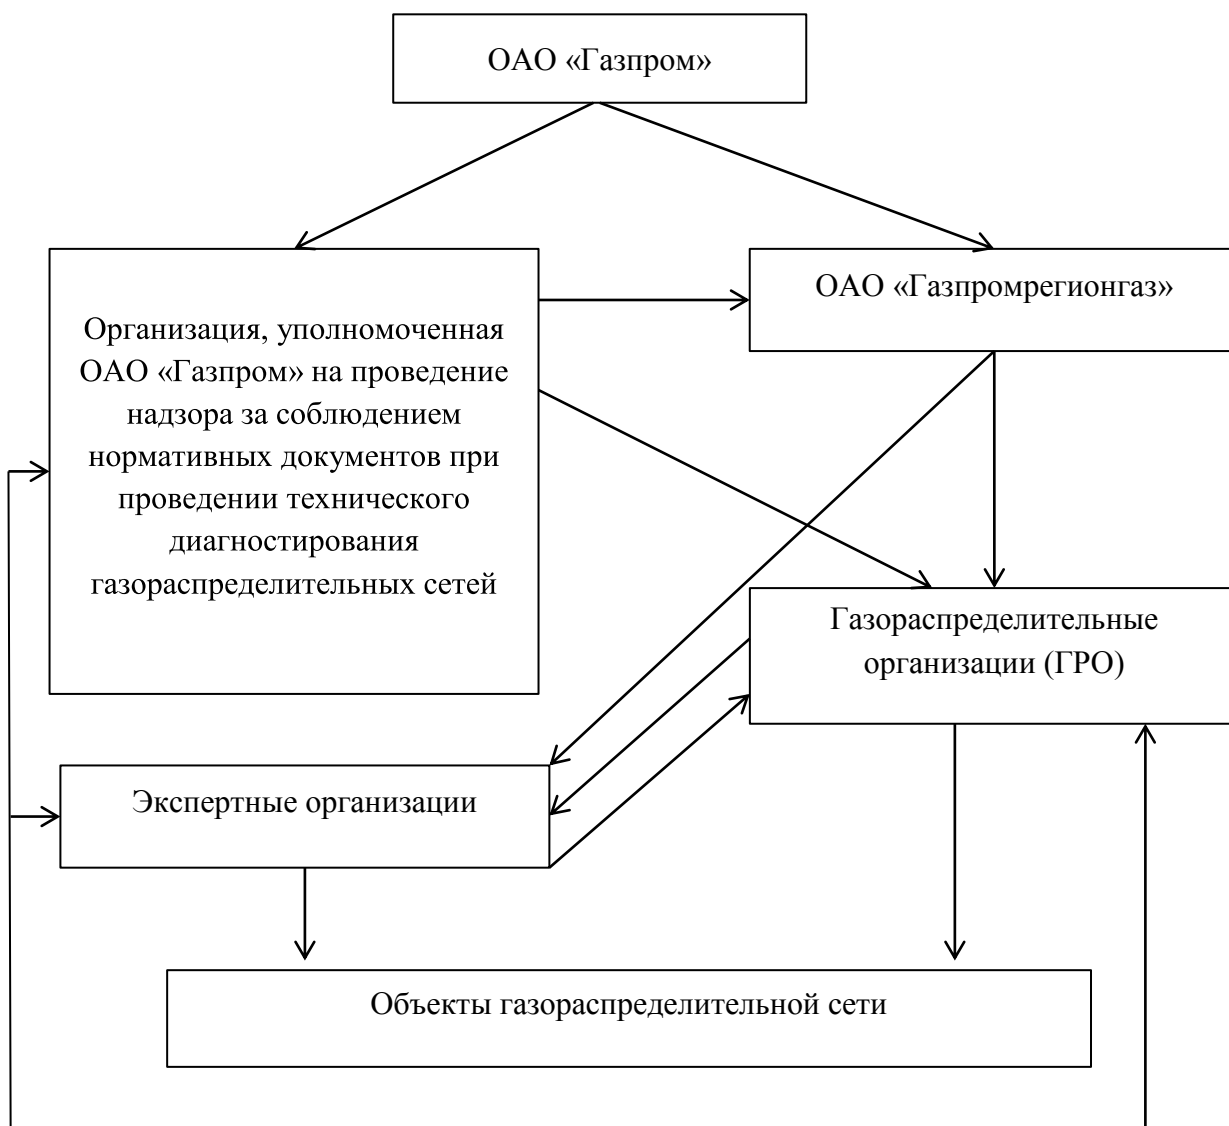 ОАО «Газпром»
Организация, уполномоченная
ОАО «Газпром» на проведение
надзора за соблюдением
нормативных документов при
проведении технического
диагностирования
газораспределительных сетей
ОАО «Газпромрегионгаз»
Газораспределительные
организации (ГРО)
Экспертные организации
Объекты газораспределительной сети